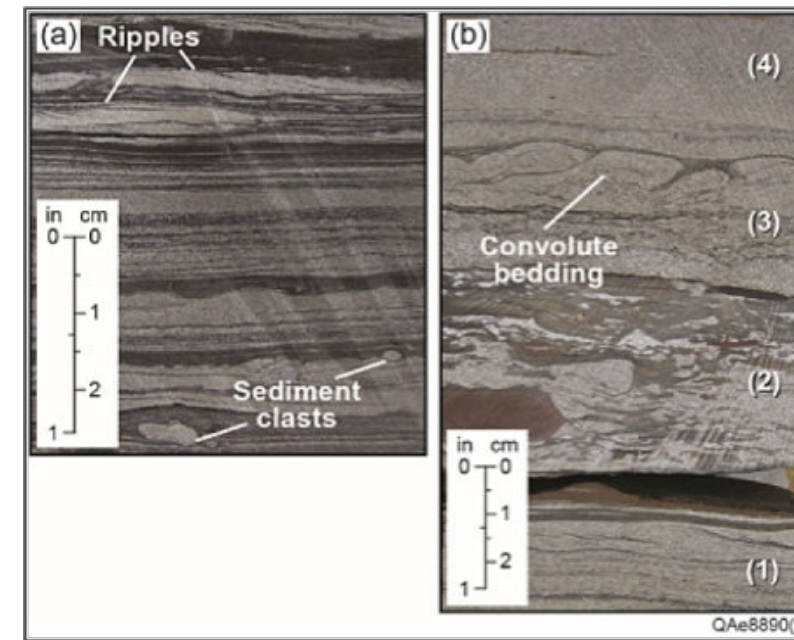 (a)
Ripples
in cm
0 0
1
2
1
Sediment
clasts
(b)
(4)
Convolute
bedding
(3)
(2)
in cm
0 0
1
2
1
(1)
QAe8890(